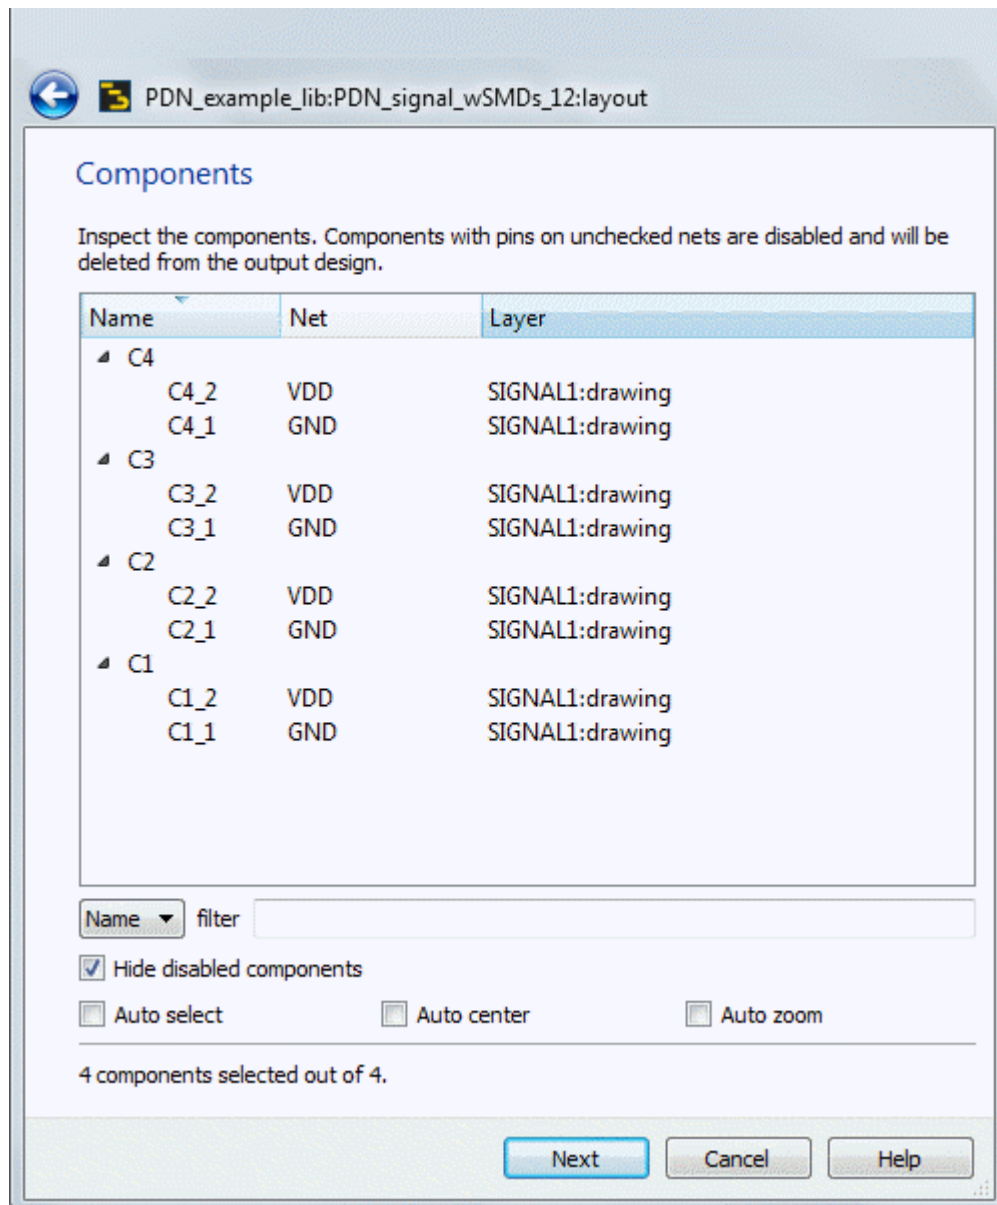 PDN_example_lib:PDN_signal_wSMDs_12:layout
Components
Inspect the components. Components with pins on unchecked nets are disabled and will be
deleted from the output design.
Name Net Layer
C4
C4_2 VDD SIGNAL1:drawing
C4_1 GND SIGNAL1:drawing
C3
C3_2 VDD SIGNAL1:drawing
C3_1 GND SIGNAL1:drawing
C2
C2_2 VDD SIGNAL1:drawing
C2_1 GND SIGNAL1:drawing
C1
C1_2 VDD SIGNAL1:drawing
C1_1 GND SIGNAL1:drawing
Name filter
Hide disabled components
Auto select Auto center Auto zoom
4 components selected out of 4.
Next Cancel Help